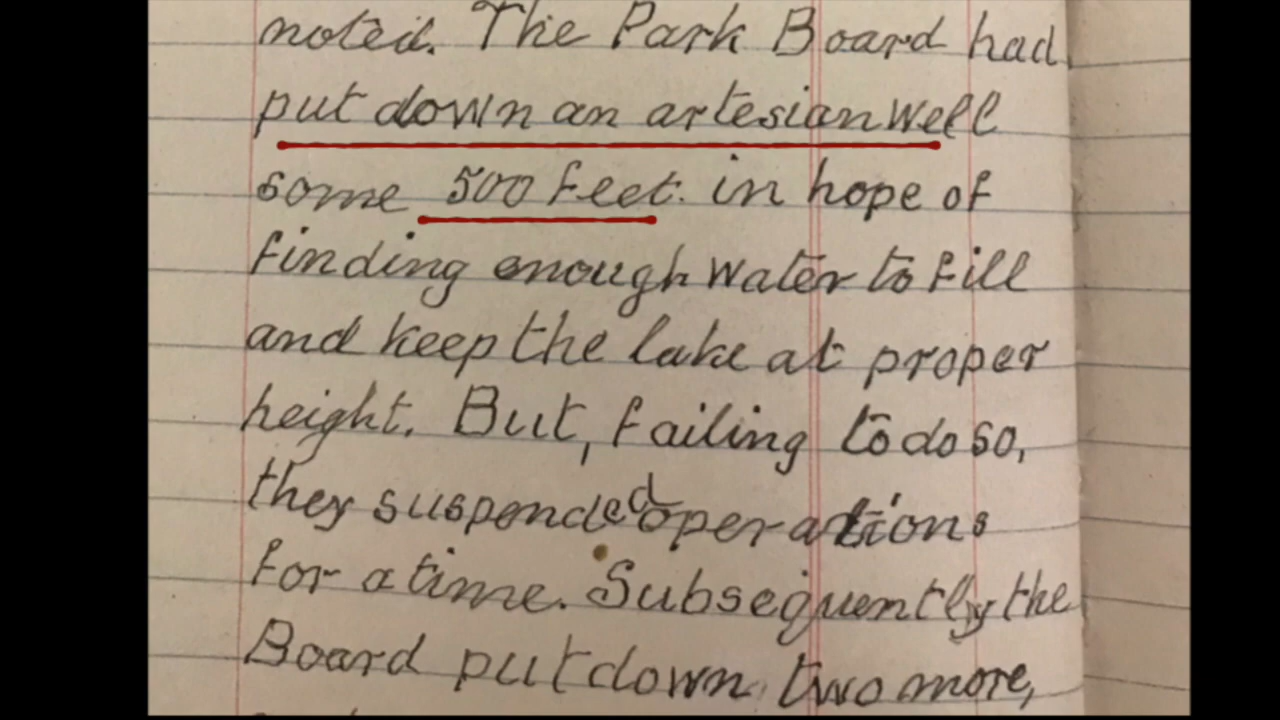 noted. The Park Board had
put down an artesian well
some 500 feet. in hope of
finding enough water to fill
and keep the lake at proper
height. But, failing to do so,
they suspended operations
for a time. Subsequently the
Board put down two more,